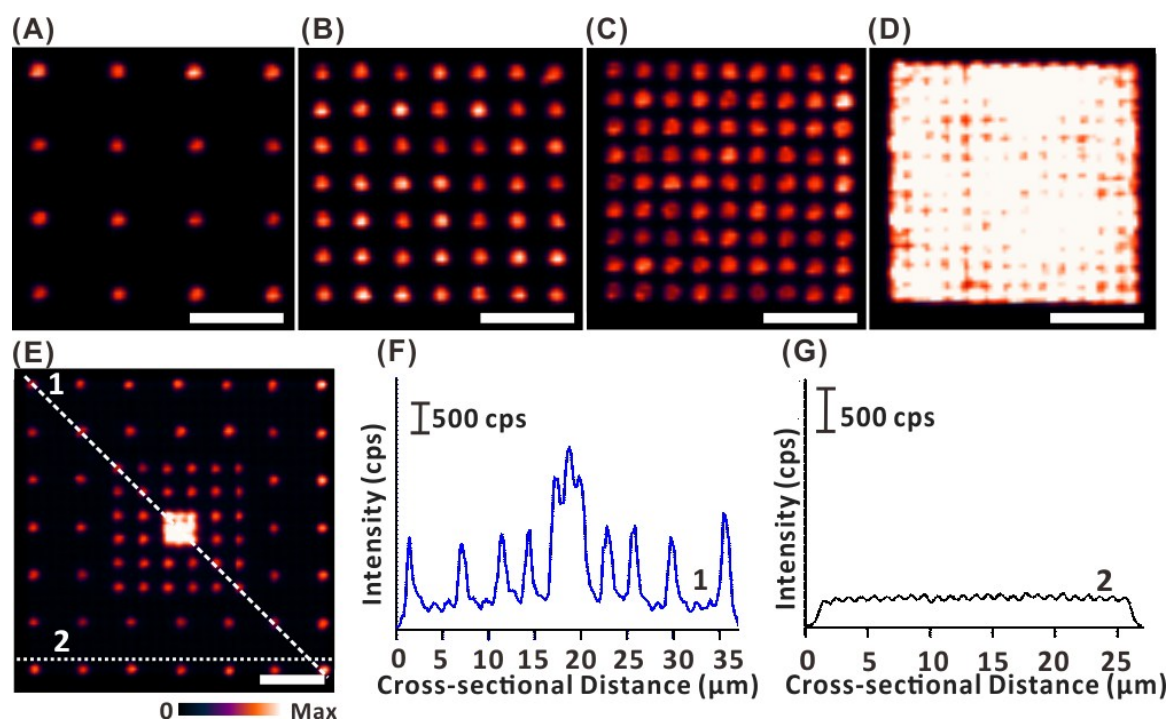 (A)
(B)
(C)
(D)
(E)
1
2
0 Max
(F)
500 cps
Intensity (cps)
1
0 5 10 15 20 25 30 35
Cross-sectional Distance (μm)
(G)
500 cps
Intensity (cps)
2
0 5 10 15 20 25
Cross-sectional Distance (μm)